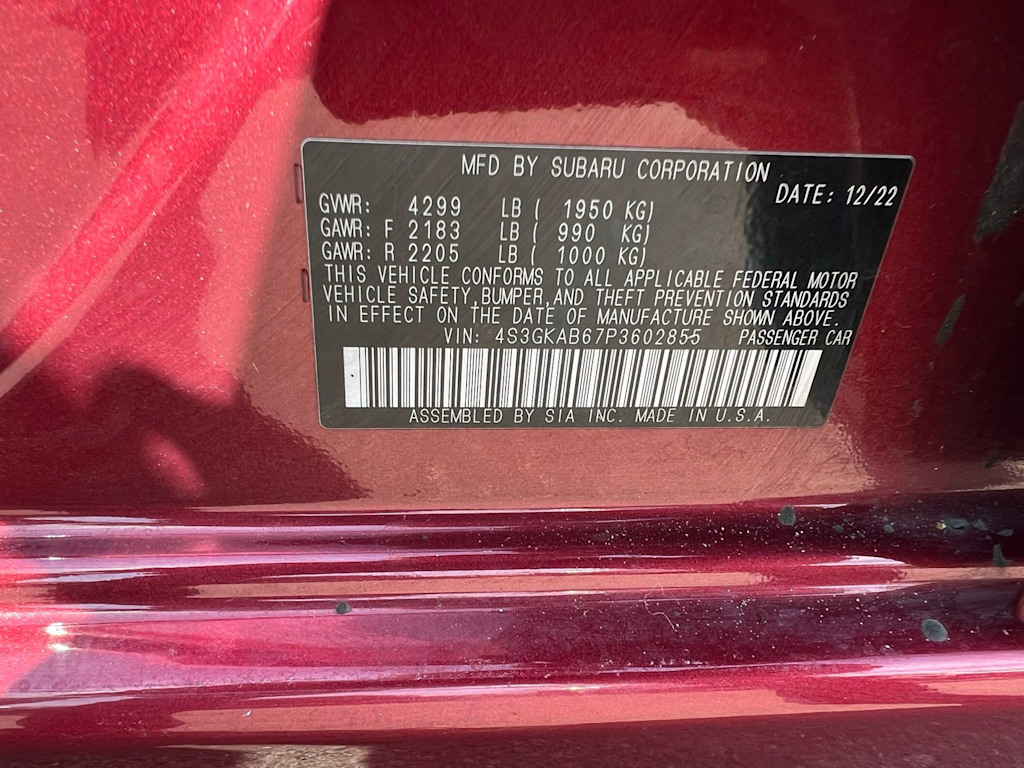 MFD BY SUBARU CORPORATION
DATE: 12/22
GVWR: 4299 LB ( 1950 KG)
GAWR: F 2183 LB ( 990 KG)
GAWR: R 2205 LB ( 1000 KG)
THIS VEHICLE CONFORMS TO ALL APPLICABLE FEDERAL MOTOR
VEHICLE SAFETY,BUMPER,AND THEFT PREVENTION STANDARDS
IN EFFECT ON THE DATE OF MANUFACTURE SHOWN ABOVE.
VIN: 4S3GKAB67P3602855 PASSENGER CAR
ASSEMBLED BY SIA INC. MADE IN U.S.A.